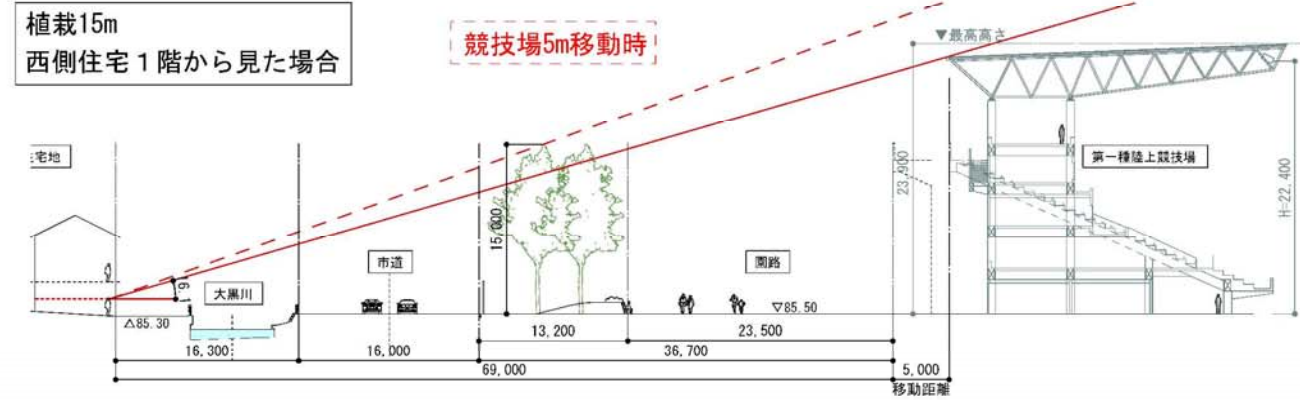 植栽15m
西側住宅１階から見た場合
競技場5m移動時
▼最高高さ
宅地
第一種陸上競技場
23,900
H=22,400
15,000
市道
園路
大黒川
△85.30
▽85.50
13,200
23,500
16,300
16,000
36,700
69,000
5,000
移動距離